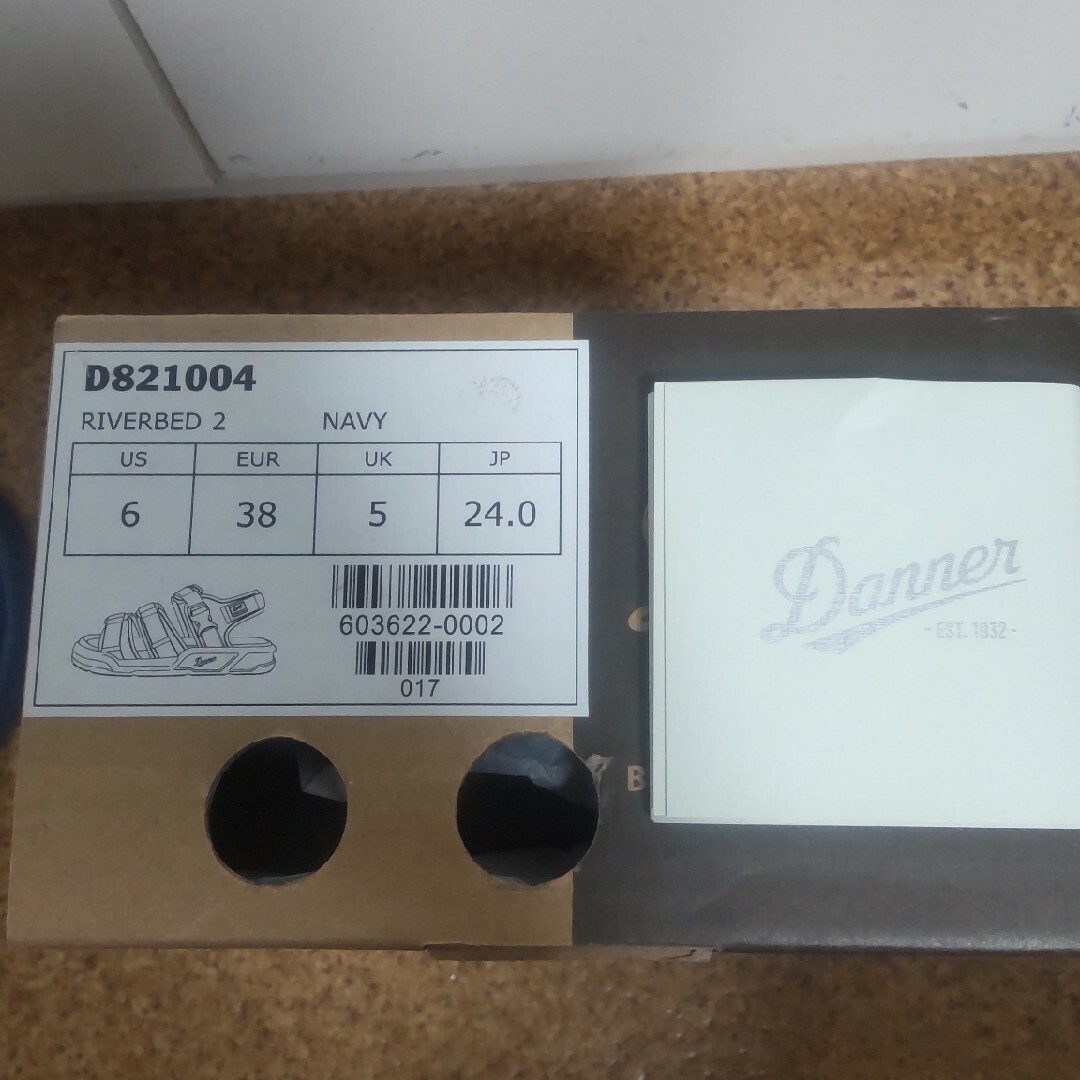 D821004
RIVERBED 2 NAVY
US EUR UK JP
6 38 5 24.0
Danner
603622-0002
017
Danner
- EST. 1932 -
B